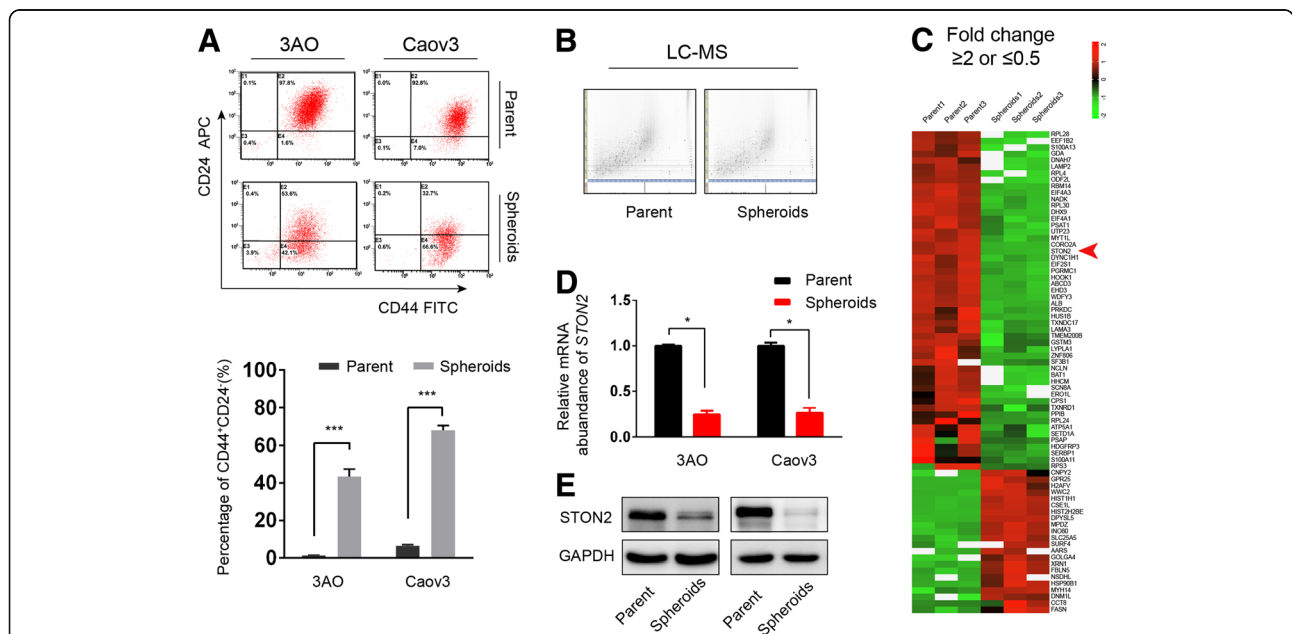 A
3AO
Caov3
E1
0.1%
E2
97.8%
E3
0.4%
E4
1.6%
E1
0.0%
E2
92.8%
E3
0.1%
E4
7.0%
Parent
E1
0.4%
E2
53.6%
E3
3.9%
E4
42.1%
E1
0.2%
E2
32.7%
E3
0.6%
E4
66.6%
Spheroids
CD24 APC
CD44 FITC
Percentage of CD44+CD24-(%)
100
80
60
40
20
0
Parent
Spheroids
***
***
3AO
Caov3
B
LC-MS
Parent
Spheroids
C
Fold change
≥2 or ≤0.5
Parent1
Parent2
Parent3
Spheroids1
Spheroids2
Spheroids3
RPL28
EEF1B2
S100A13
GDA
DNAH7
LAMP2
RPL4
ODF2L
RBM14
EIF4A3
NADK
RPL30
DHX9
EIF4A1
PSAT1
UTP23
MYT1L
CORO2A
STON2
DYNC1H1
EIF2S1
PGRMC1
HOOK1
ABCD3
EHD3
WDFY3
ALB
PRKDC
HUS1B
TXNDC17
LAMA3
TMEM200B
GSTM3
LYPLA1
ZNF806
SF3B1
NCLN
BAT1
HHCM
SCN8A
ERO1L
CPS1
TXNRD1
PPIB
RPL24
ATP5A1
SETD1A
PSAP
HDGFRP3
SERBP1
S100A11
RPS3
CNPY2
GPR25
H2AFV
WWC2
HIST1H1
CSE1L
HIST2H2BE
DPYSL5
MPDZ
INO80
SLC25A5
SURF4
AARS
GOLGA4
XRN1
FBLN5
NSDHL
HSP90B1
MYH14
DNM1L
CCT8
FASN
D
Parent
Spheroids
Relative mRNA
abuandance of STON2
1.5
1.0
0.5
0.0
*
*
3AO
Caov3
E
STON2
GAPDH
Parent
Spheroids
Parent
Spheroids